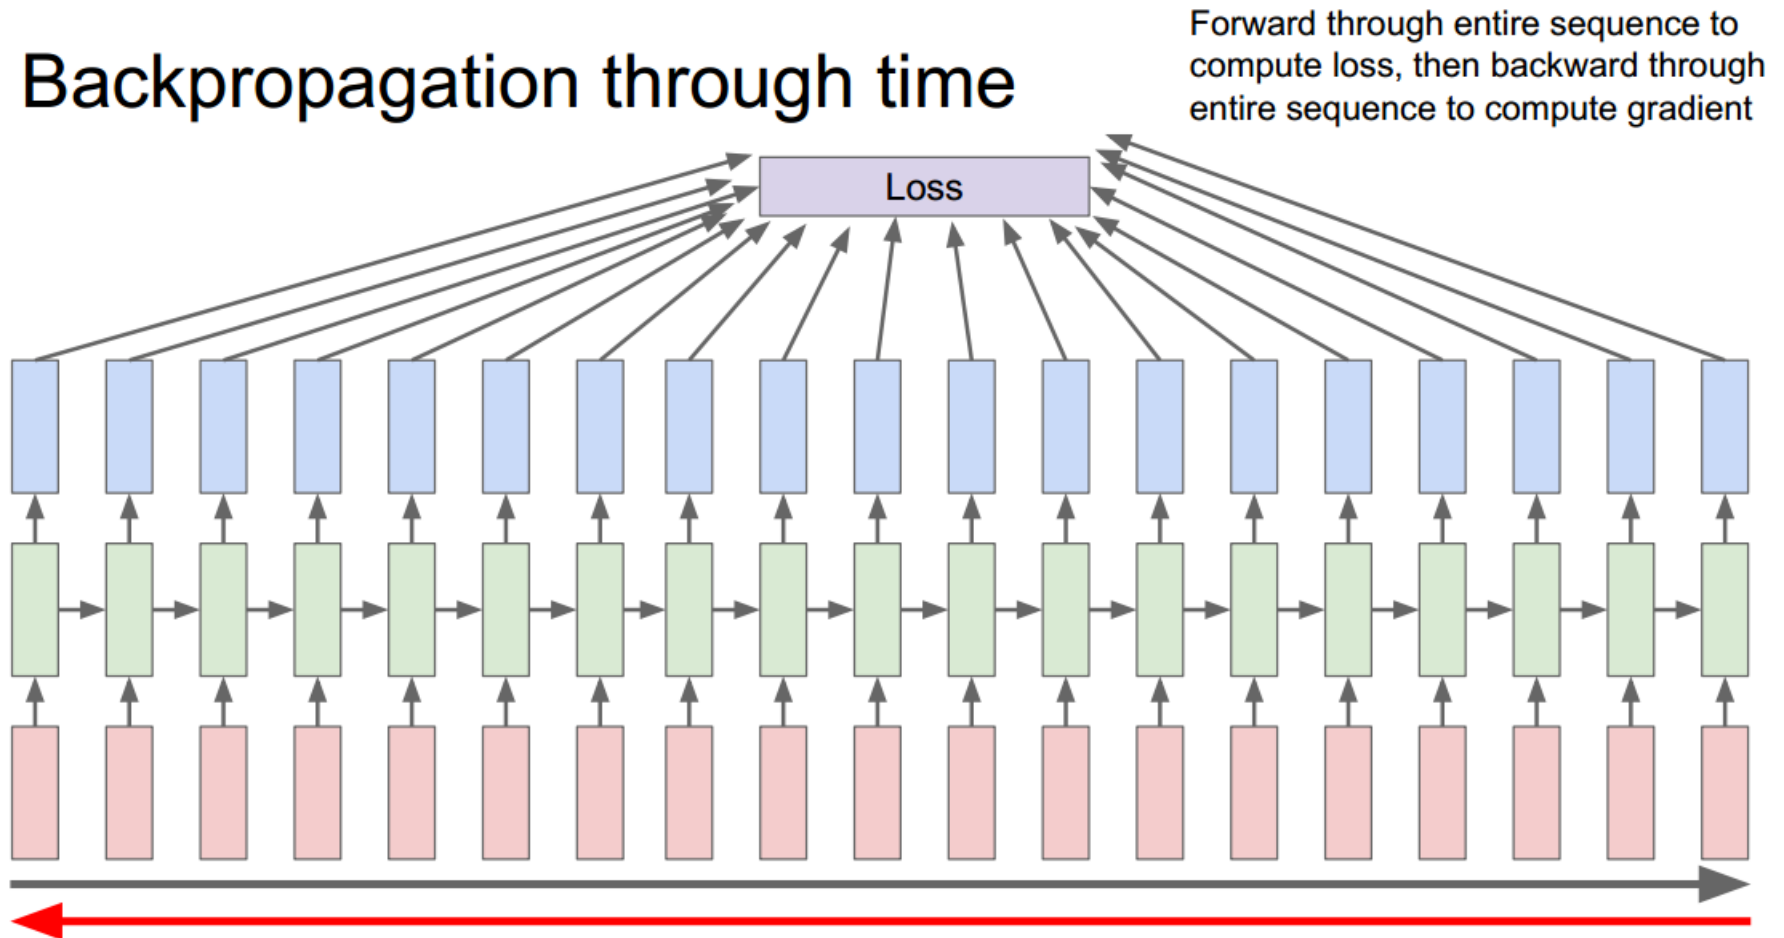 Backpropagation through time
Forward through entire sequence to
compute loss, then backward through
entire sequence to compute gradient
Loss